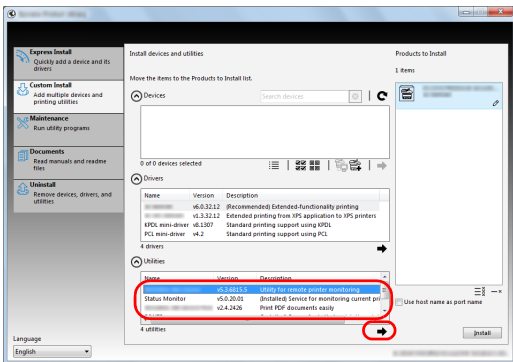 Express Install
Quickly add a device and its
drivers
Custom Install
Add multiple devices and
printing utilities
Maintenance
Run utility programs
Documents
Read manuals and readme
files
Uninstall
Remove devices, drivers, and
utilities
Language
English
Install devices and utilities
Move the items to the Products to Install list.
Devices
Search devices
0 of 0 devices selected
Drivers
Name Version Description
v6.0.32.12 (Recommended) Extended-functionality printing
v1.3.32.12 Extended printing from XPS application to XPS printers
KPDL mini-driver v8.1307 Standard printing support using KPDL
PCL mini-driver v4.2 Standard printing support using PCL
4 drivers
Utilities
Name Version Description
v5.3.6815.5 Utility for remote printer monitoring
Status Monitor v5.0.20.01 (Installed) Service for monitoring current pri
v2.4.2426 Print PDF documents easily
4 utilities
Products to Install
1 items
Use host name as port name
Install